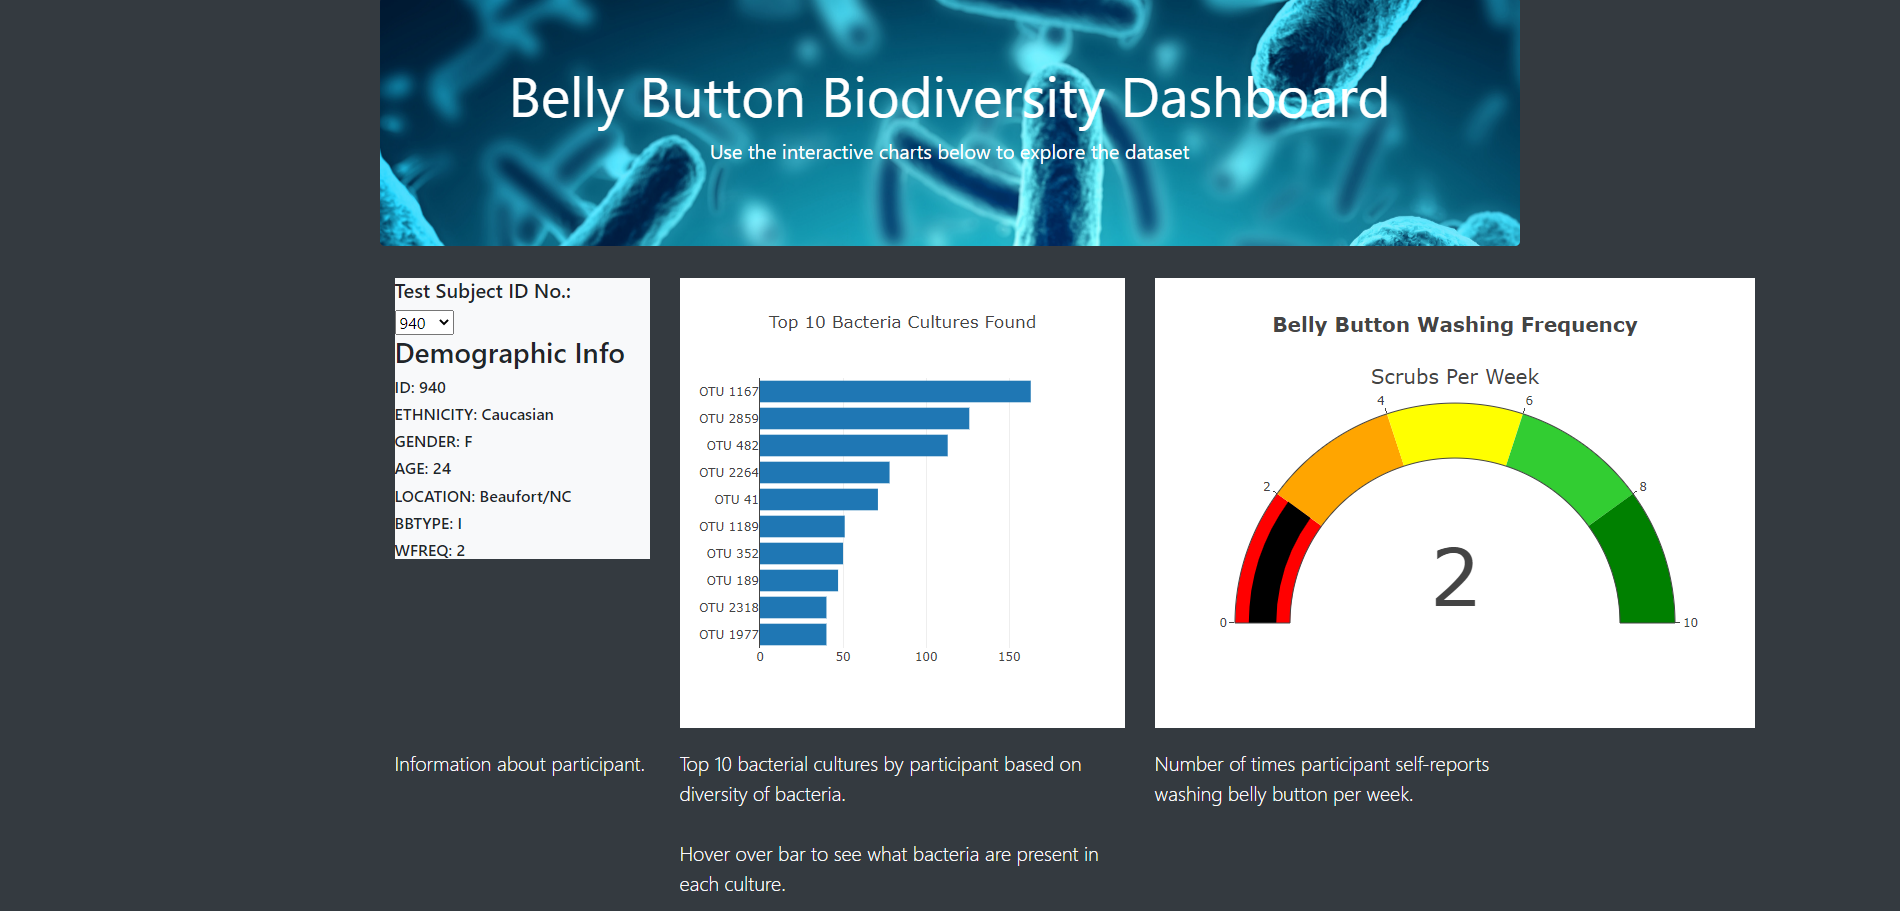 Belly Button Biodiversity Dashboard
Use the interactive charts below to explore the dataset
Test Subject ID No.:
940
Demographic Info
ID: 940
ETHNICITY: Caucasian
GENDER: F
AGE: 24
LOCATION: Beaufort/NC
BBTYPE: I
WFREQ: 2
Information about participant.
Top 10 Bacteria Cultures Found
OTU 1167
OTU 2859
OTU 482
OTU 2264
OTU 41
OTU 1189
OTU 352
OTU 189
OTU 2318
OTU 1977
0 50 100 150
Top 10 bacterial cultures by participant based on
diversity of bacteria.
Hover over bar to see what bacteria are present in
each culture.
Belly Button Washing Frequency
Scrubs Per Week
4 6
2 8
2
0 10
Number of times participant self-reports
washing belly button per week.